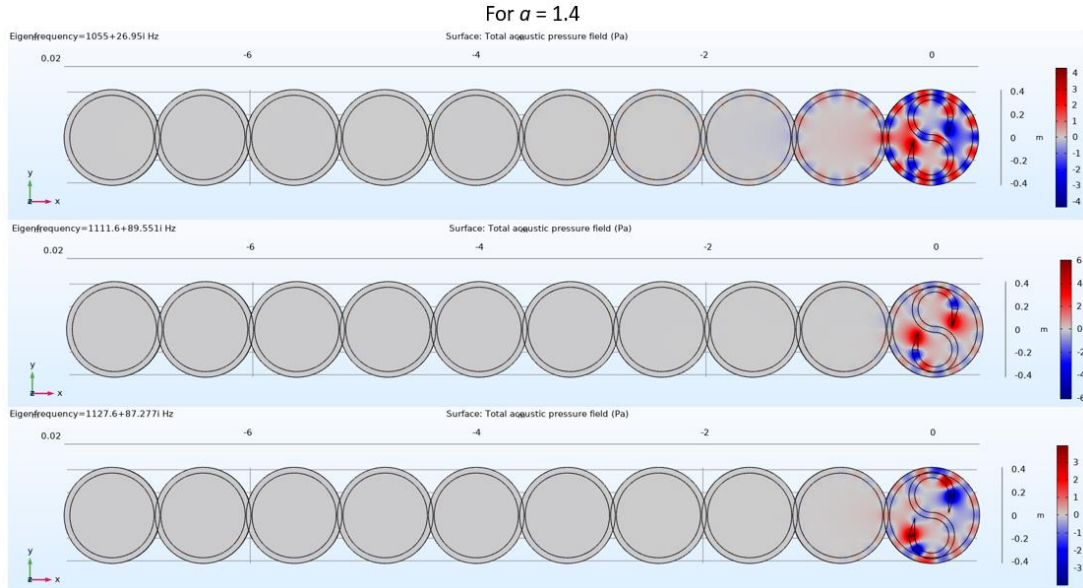 For a = 1.4
Eigenfrequency=1055+26.95i Hz Surface: Total acoustic pressure field (Pa)
0.02 -6 -4 -2 0
0.4
0.2
0 m
-0.2
-0.4
4
3
2
1
0
-1
-2
-3
-4
y
z x
Eigenfrequency=1111.6+89.551i Hz Surface: Total acoustic pressure field (Pa)
0.02 -6 -4 -2 0
0.4
0.2
0 m
-0.2
-0.4
6
4
2
0
-2
-4
-6
y
z x
Eigenfrequency=1127.6+87.277i Hz Surface: Total acoustic pressure field (Pa)
0.02 -6 -4 -2 0
0.4
0.2
0 m
-0.2
-0.4
3
2
1
0
-1
-2
-3
y
z x